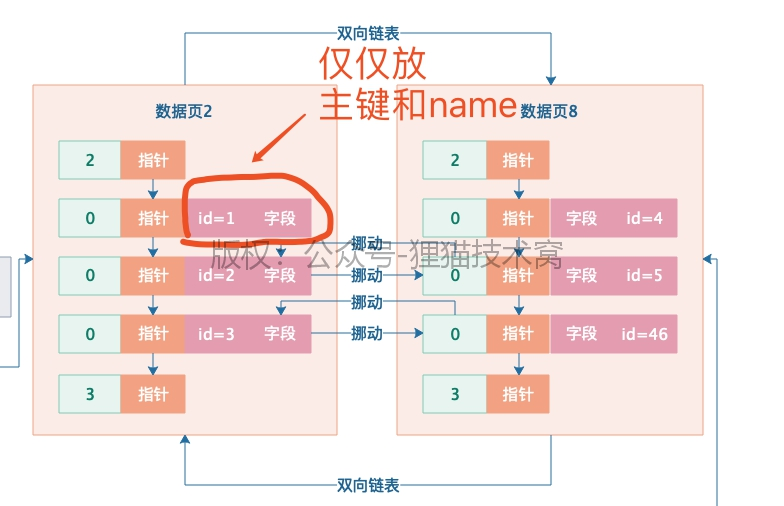 双向链表
仅仅放
主键和name
数据页2
数据页8
2 指针
2 指针
0 指针 id=1 字段
0 指针 字段 id=4
挪动
版权：公众号-狸猫技术窝
0 指针 id=2 字段
挪动
0 指针 字段 id=5
挪动
0 指针 id=3 字段
挪动
0 指针 字段 id=46
3 指针
3 指针
双向链表